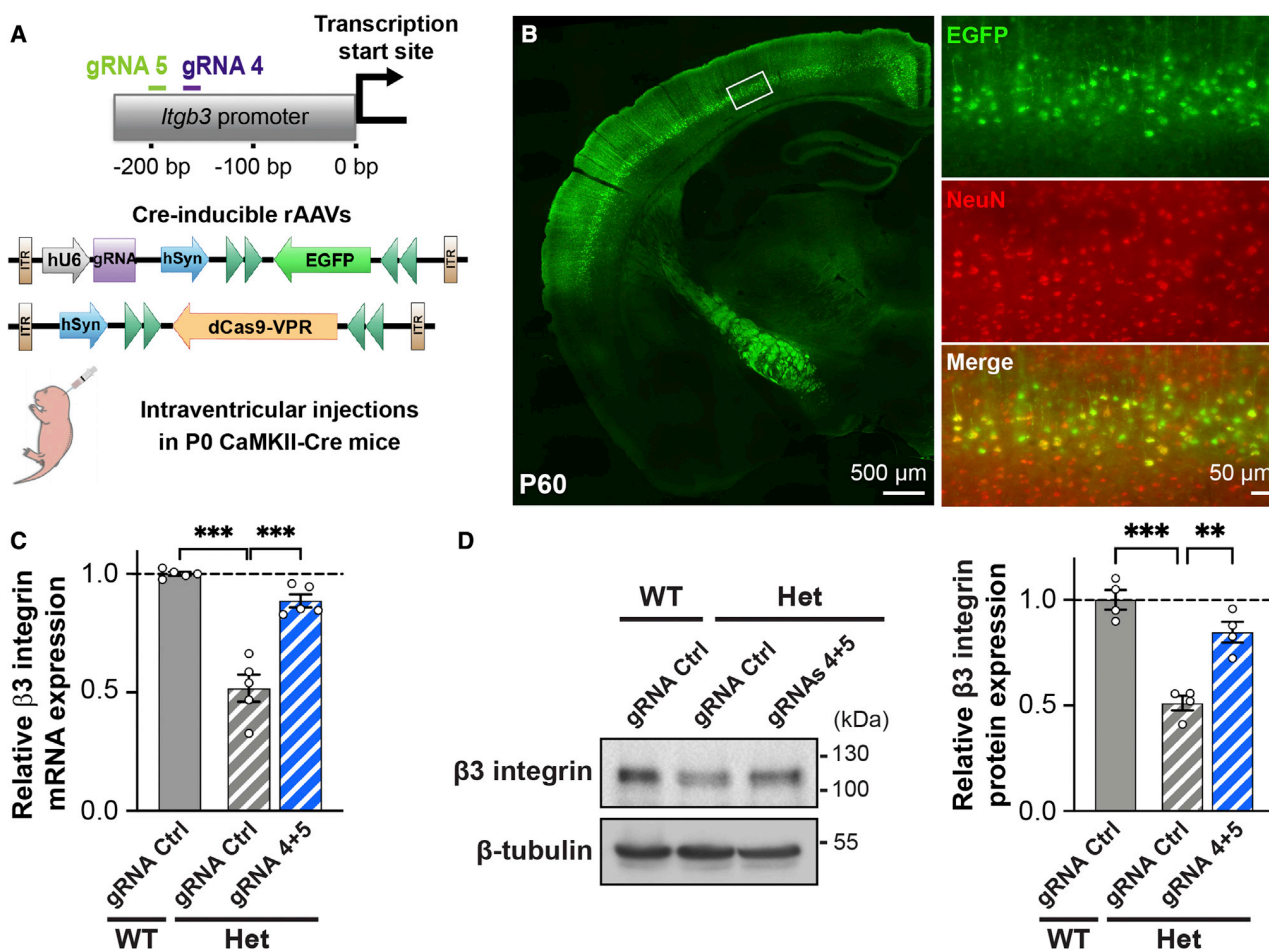 A
Transcription
start site
gRNA 5 gRNA 4
Itgb3 promoter
-200 bp -100 bp 0 bp
Cre-inducible rAAVs
ITR hU6 gRNA hSyn EGFP ITR
ITR hSyn dCas9-VPR ITR
Intraventricular injections
in P0 CaMKII-Cre mice
B
P60
500 µm
EGFP
NeuN
Merge
50 µm
C
*** ***
Relative β3 integrin
mRNA expression
1.0
0.5
0.0
gRNA Ctrl
gRNA Ctrl
gRNA 4+5
WT Het
D
WT Het
gRNA Ctrl
gRNA Ctrl
gRNAs 4+5
(kDa)
β3 integrin
130
100
β-tubulin
55
*** **
Relative β3 integrin
protein expression
1.0
0.5
0.0
gRNA Ctrl
gRNA Ctrl
gRNA 4+5
WT Het